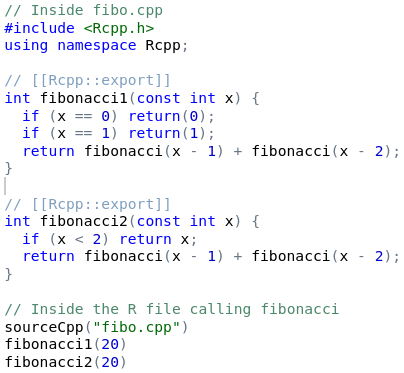 // Inside fibo.cpp
#include <Rcpp.h>
using namespace Rcpp;

// [[Rcpp::export]]
int fibonacci1(const int x) {
  if (x == 0) return(0);
  if (x == 1) return(1);
  return fibonacci(x - 1) + fibonacci(x - 2);
}

// [[Rcpp::export]]
int fibonacci2(const int x) {
  if (x < 2) return x;
  return fibonacci(x - 1) + fibonacci(x - 2);
}

// Inside the R file calling fibonacci
sourceCpp("fibo.cpp")
fibonacci1(20)
fibonacci2(20)